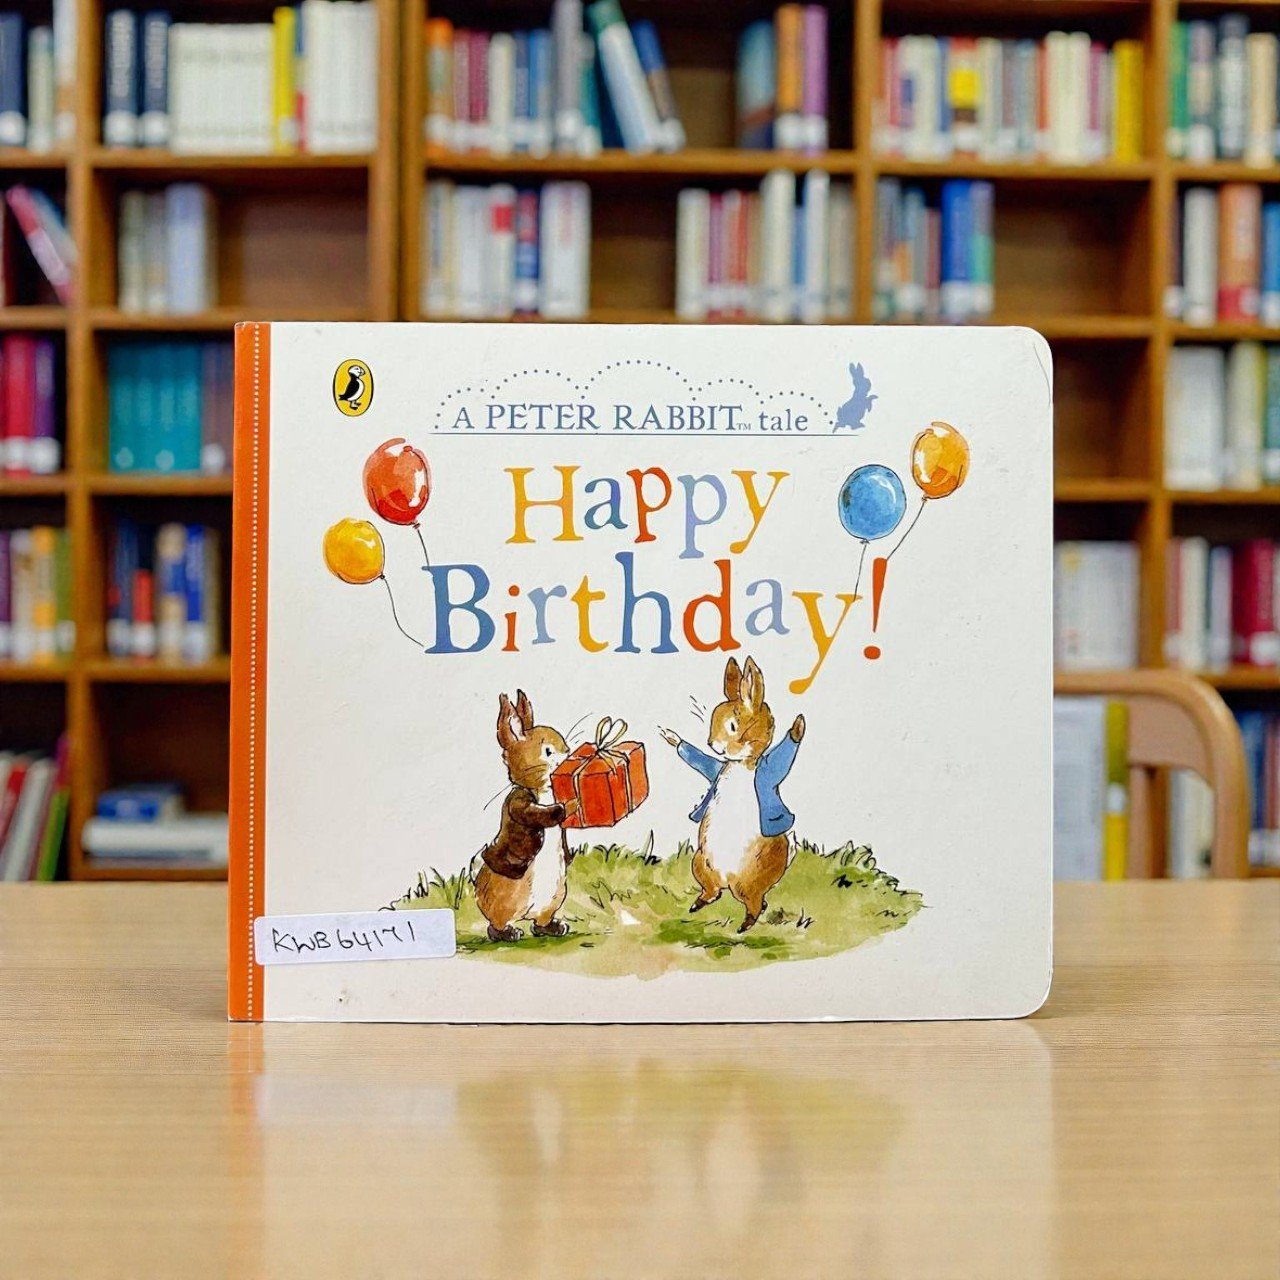 A PETER RABBIT™ tale
Happy
Birthday!
KWB64171